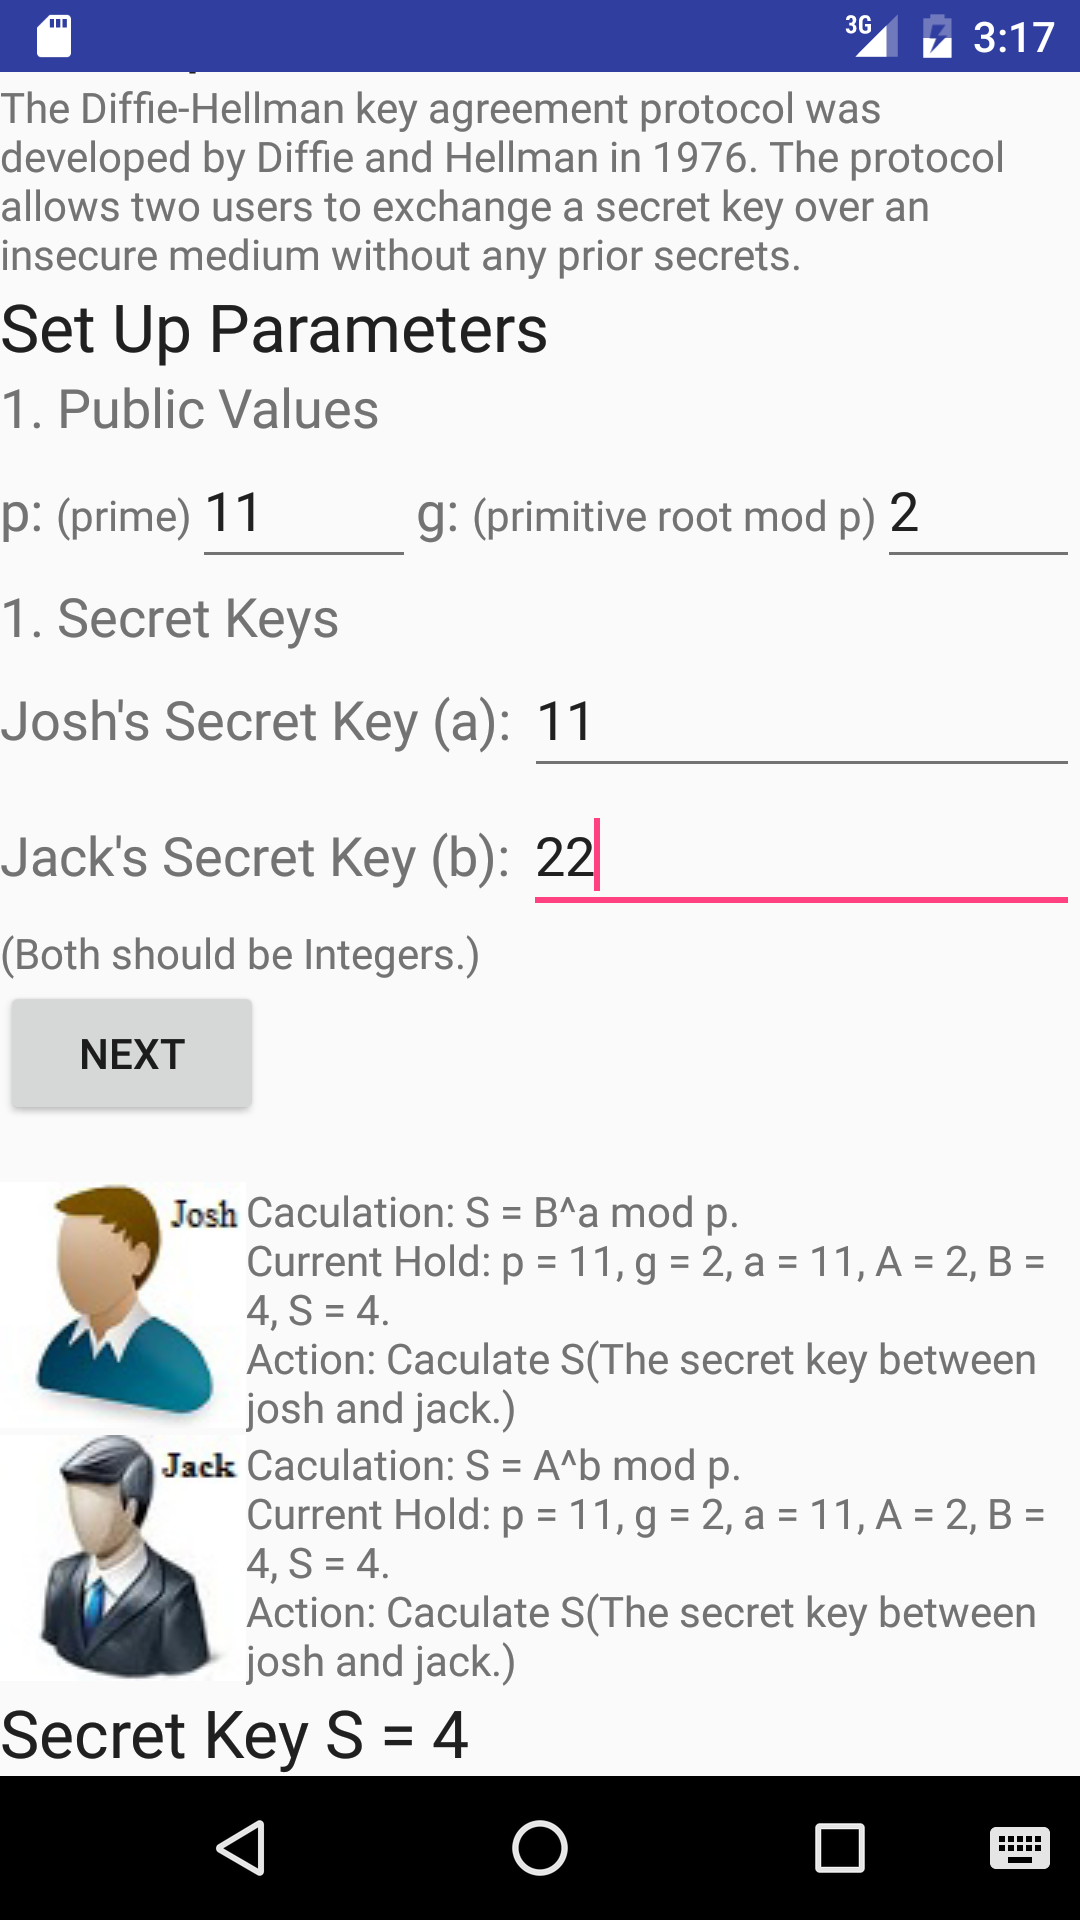 3G 3:17
The Diffie-Hellman key agreement protocol was
developed by Diffie and Hellman in 1976. The protocol
allows two users to exchange a secret key over an
insecure medium without any prior secrets.
Set Up Parameters
1. Public Values
p: (prime) 11 g: (primitive root mod p) 2
1. Secret Keys
Josh's Secret Key (a): 11
Jack's Secret Key (b): 22
(Both should be Integers.)
NEXT
Josh Caculation: S = B^a mod p.
Current Hold: p = 11, g = 2, a = 11, A = 2, B =
4, S = 4.
Action: Caculate S(The secret key between
josh and jack.)
Jack Caculation: S = A^b mod p.
Current Hold: p = 11, g = 2, a = 11, A = 2, B =
4, S = 4.
Action: Caculate S(The secret key between
josh and jack.)
Secret Key S = 4